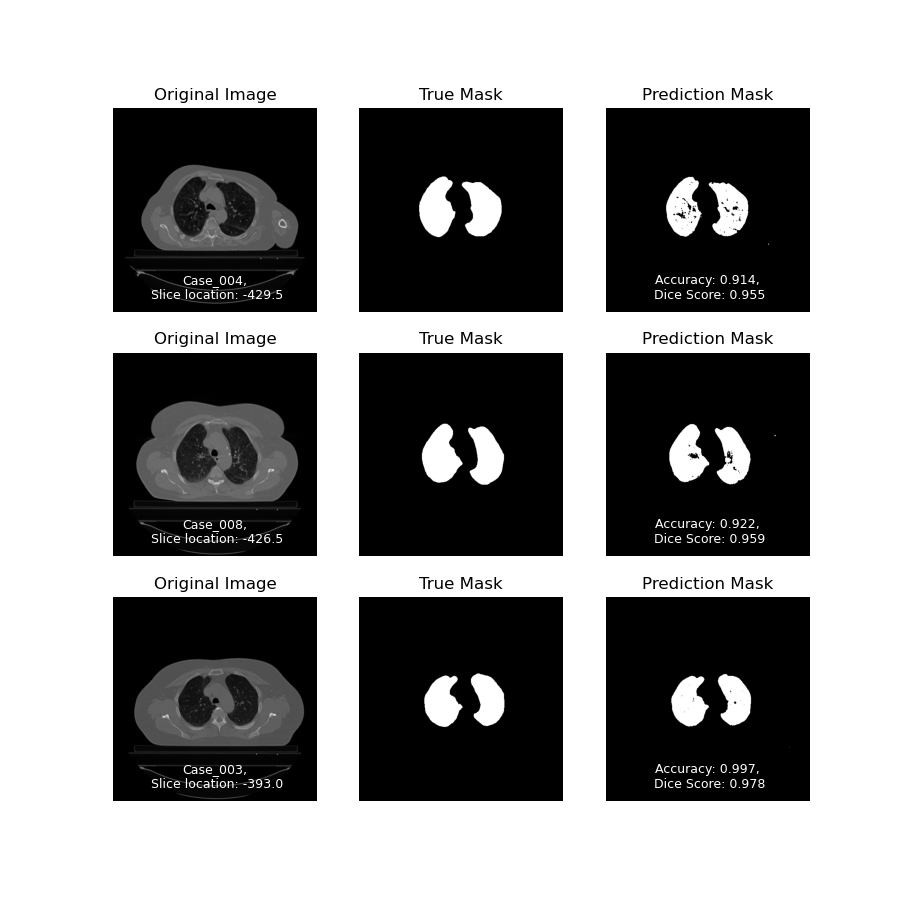 Original Image
True Mask
Prediction Mask
Case_004,
Slice location: -429.5
Accuracy: 0.914,
Dice Score: 0.955
Original Image
True Mask
Prediction Mask
Case_008,
Slice location: -426.5
Accuracy: 0.922,
Dice Score: 0.959
Original Image
True Mask
Prediction Mask
Case_003,
Slice location: -393.0
Accuracy: 0.997,
Dice Score: 0.978